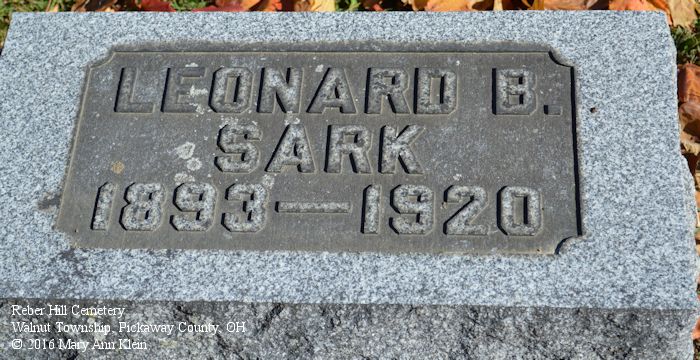 LEONARD B.
SARK
1893—1920
Reber Hill Cemetery
Walnut Township, Pickaway County, OH
© 2016 Mary Ann Klein